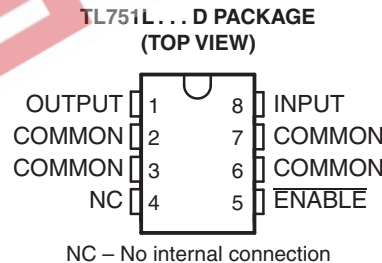 TL751L . . . D PACKAGE
(TOP VIEW)
OUTPUT 1 8 INPUT
COMMON 2 7 COMMON
COMMON 3 6 COMMON
NC 4 5 ENABLE
NC – No internal connection